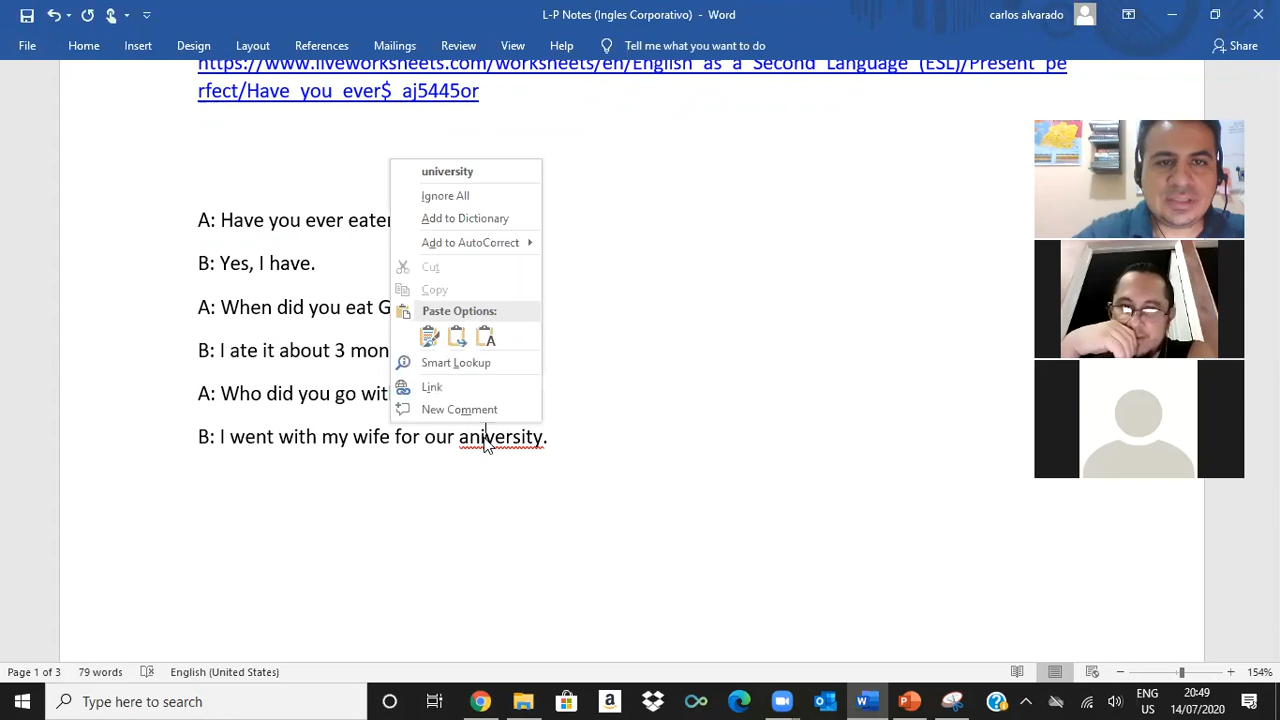 L-P Notes (Ingles Corporativo) - Word
carlos alvarado
File Home Insert Design Layout References Mailings Review View Help Tell me what you want to do Share
https://www.liveworksheets.com/worksheets/en/English_as_a_Second_Language_(ESL)/Present_pe
rfect/Have_you_ever$_aj5445or
university
Ignore All
A: Have you ever eaten
Add to Dictionary
Add to AutoCorrect
B: Yes, I have.
Cut
Copy
A: When did you eat G
Paste Options:
B: I ate it about 3 mon
Smart Lookup
A: Who did you go wit
Link
New Comment
B: I went with my wife for our aniversity.
Page 1 of 3 79 words English (United States) 154%
Type here to search
ENG
US
20:49
14/07/2020